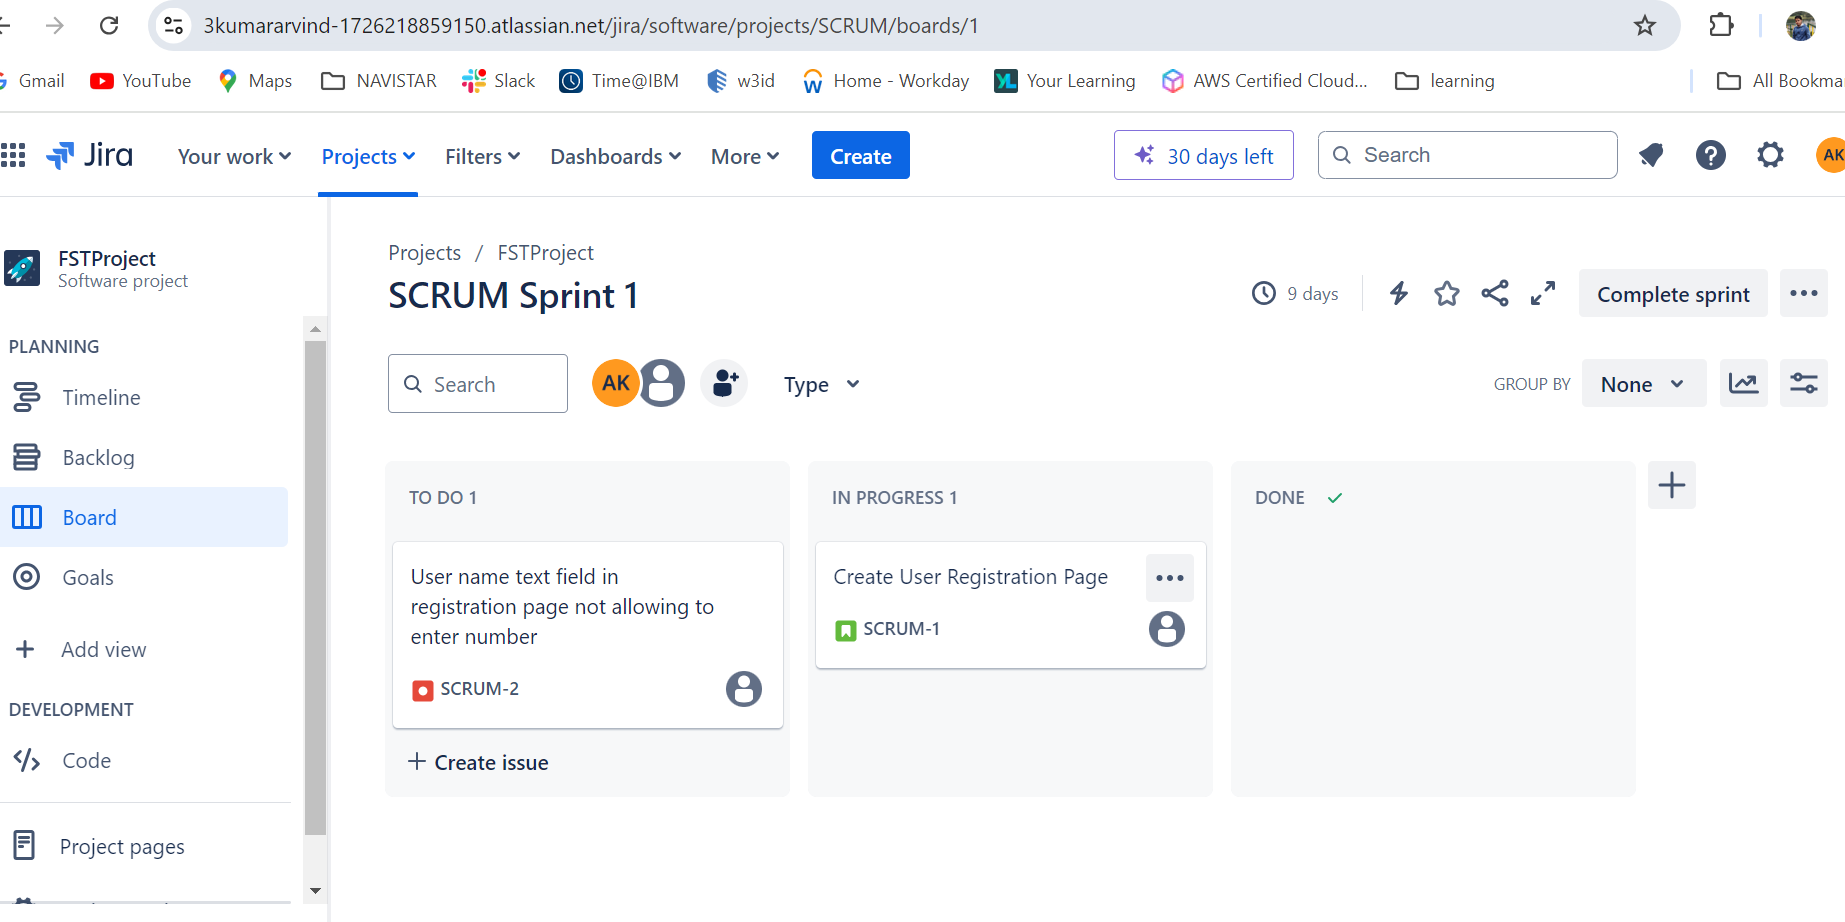 3kumararvind-1726218859150.atlassian.net/jira/software/projects/SCRUM/boards/1
Gmail YouTube Maps NAVISTAR Slack Time@IBM w3id Home - Workday Your Learning AWS Certified Cloud... learning All Bookma
Jira Your work Projects Filters Dashboards More Create 30 days left Search AK
FSTProject
Software project
PLANNING
Timeline
Backlog
Board
Goals
Add view
DEVELOPMENT
Code
Project pages
Projects / FSTProject
SCRUM Sprint 1
9 days Complete sprint
Search AK Type GROUP BY None
TO DO 1
User name text field in
registration page not allowing to
enter number
SCRUM-2
Create issue
IN PROGRESS 1
Create User Registration Page
SCRUM-1
DONE